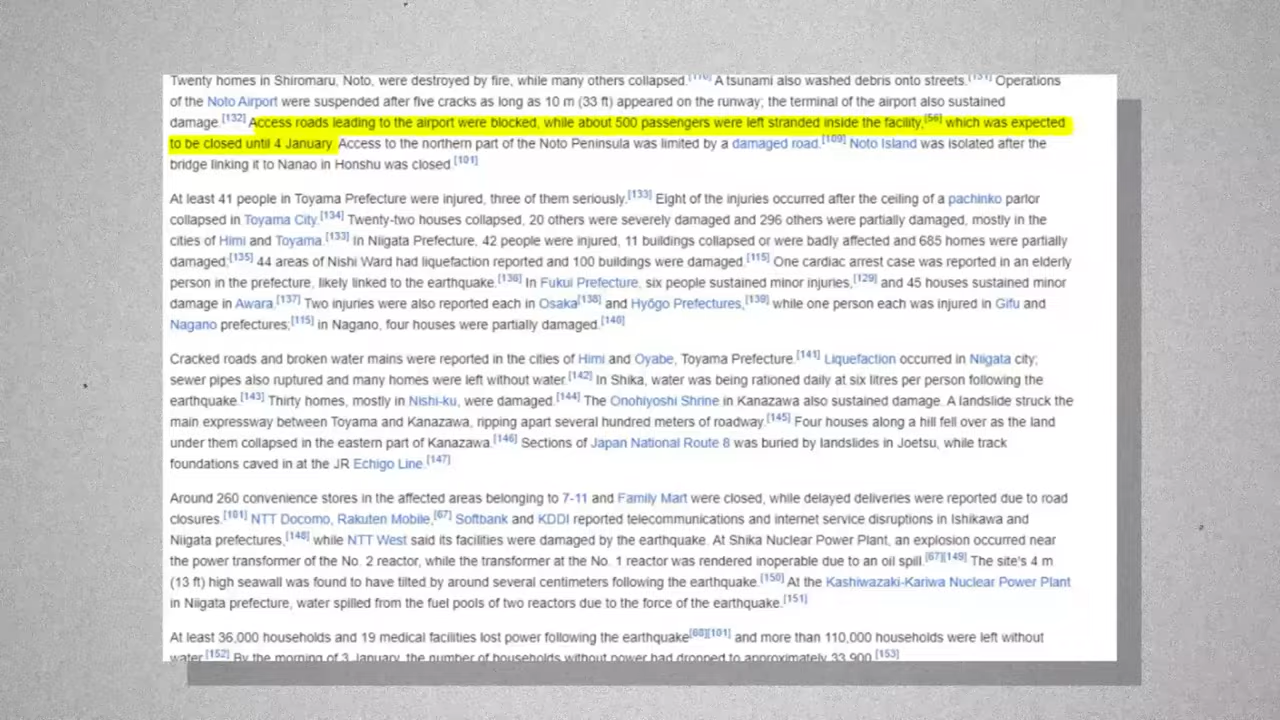 Twenty homes in Shiromaru, Noto, were destroyed by fire, while many others collapsed.[110] A tsunami also washed debris onto streets.[131] Operations
of the Noto Airport were suspended after five cracks as long as 10 m (33 ft) appeared on the runway; the terminal of the airport also sustained
damage.[132] Access roads leading to the airport were blocked, while about 500 passengers were left stranded inside the facility,[56] which was expected
to be closed until 4 January. Access to the northern part of the Noto Peninsula was limited by a damaged road.[109] Noto Island was isolated after the
bridge linking it to Nanao in Honshu was closed.[101]
At least 41 people in Toyama Prefecture were injured, three of them seriously.[133] Eight of the injuries occurred after the ceiling of a pachinko parlor
collapsed in Toyama City.[134] Twenty-two houses collapsed, 20 others were severely damaged and 296 others were partially damaged, mostly in the
cities of Himi and Toyama.[133] In Niigata Prefecture, 42 people were injured, 11 buildings collapsed or were badly affected and 685 homes were partially
damaged;[135] 44 areas of Nishi Ward had liquefaction reported and 100 buildings were damaged.[115] One cardiac arrest case was reported in an elderly
person in the prefecture, likely linked to the earthquake.[136] In Fukui Prefecture, six people sustained minor injuries,[129] and 45 houses sustained minor
damage in Awara.[137] Two injuries were also reported each in Osaka[138] and Hyōgo Prefectures,[139] while one person each was injured in Gifu and
Nagano prefectures;[115] in Nagano, four houses were partially damaged.[140]
Cracked roads and broken water mains were reported in the cities of Himi and Oyabe, Toyama Prefecture.[141] Liquefaction occurred in Niigata city;
sewer pipes also ruptured and many homes were left without water.[142] In Shika, water was being rationed daily at six litres per person following the
earthquake.[143] Thirty homes, mostly in Nishi-ku, were damaged.[144] The Onohiyoshi Shrine in Kanazawa also sustained damage. A landslide struck the
main expressway between Toyama and Kanazawa, ripping apart several hundred meters of roadway.[145] Four houses along a hill fell over as the land
under them collapsed in the eastern part of Kanazawa.[146] Sections of Japan National Route 8 was buried by landslides in Joetsu, while track
foundations caved in at the JR Echigo Line.[147]
Around 260 convenience stores in the affected areas belonging to 7-11 and Family Mart were closed, while delayed deliveries were reported due to road
closures.[101] NTT Docomo, Rakuten Mobile,[67] Softbank and KDDI reported telecommunications and internet service disruptions in Ishikawa and
Niigata prefectures,[148] while NTT West said its facilities were damaged by the earthquake. At Shika Nuclear Power Plant, an explosion occurred near
the power transformer of the No. 2 reactor, while the transformer at the No. 1 reactor was rendered inoperable due to an oil spill.[67][149] The site's 4 m
(13 ft) high seawall was found to have tilted by around several centimeters following the earthquake.[150] At the Kashiwazaki-Kariwa Nuclear Power Plant
in Niigata prefecture, water spilled from the fuel pools of two reactors due to the force of the earthquake.[151]
At least 36,000 households and 19 medical facilities lost power following the earthquake[68][101] and more than 110,000 households were left without
water.[152] By the morning of 3 January, the number of households without power had dropped to approximately 33,900.[153]